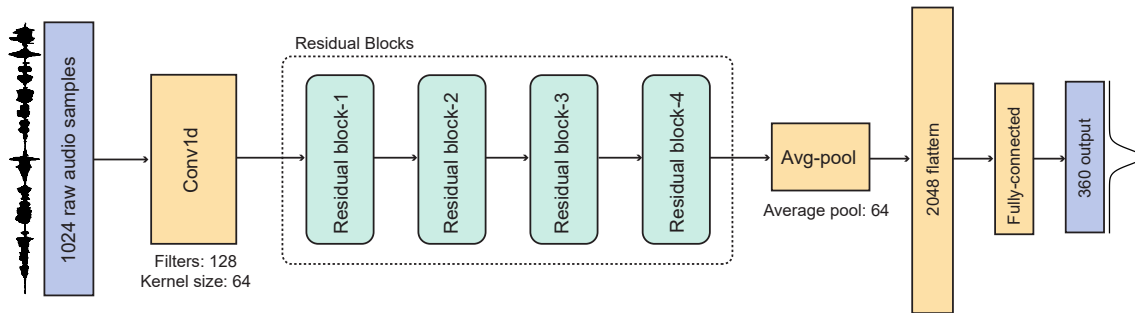 1024 raw audio samples
Conv1d
Filters: 128
Kernel size: 64
Residual Blocks
Residual block-1
Residual block-2
Residual block-3
Residual block-4
Avg-pool
Average pool: 64
2048 flattern
Fully-connected
360 output